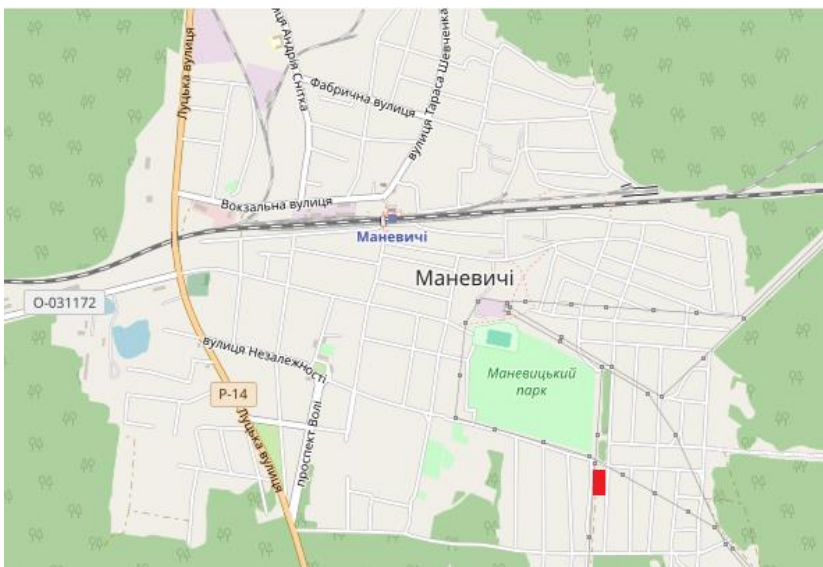 Луцька вулиця
вулиця Андрія Снітка
Фабрична вулиця
вулиця Тараса Шевченка
Вокзальна вулиця
Маневичі
Маневичі
О-031172
вулиця Незалежності
Маневицький
парк
Р-14
Луцька вулиця
проспект Волі